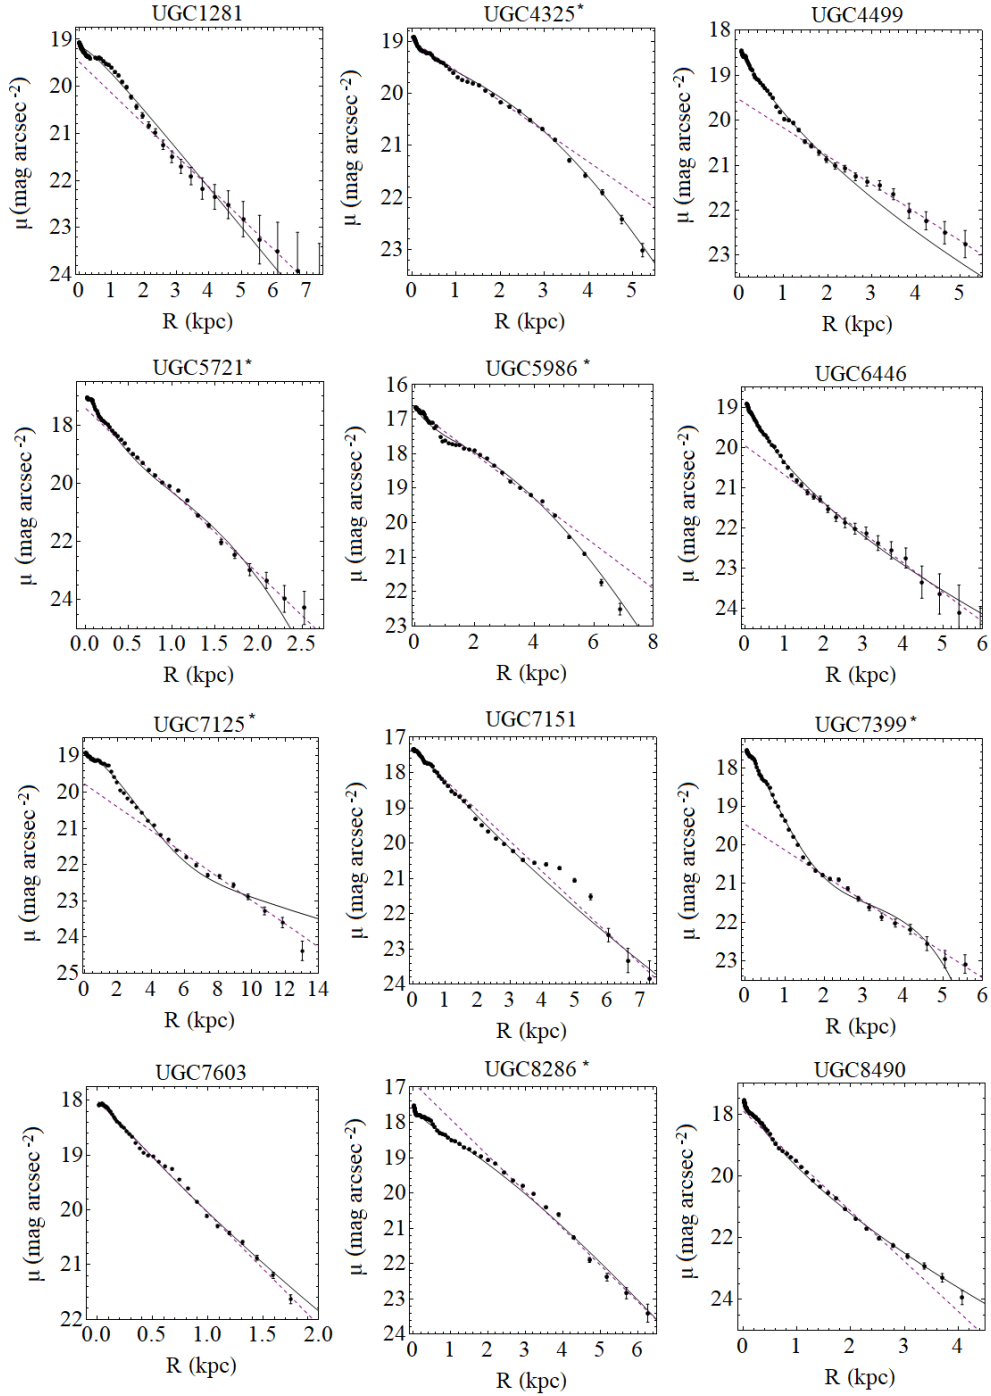 UGC1281
19
20
21
22
23
24
0 1 2 3 4 5 6 7
μ (mag arcsec⁻²)
R (kpc)
UGC4325*
19
20
21
22
23
0 1 2 3 4 5
μ (mag arcsec⁻²)
R (kpc)
UGC4499
18
19
20
21
22
23
0 1 2 3 4 5
μ (mag arcsec⁻²)
R (kpc)
UGC5721*
18
20
22
24
0.0 0.5 1.0 1.5 2.0 2.5
μ (mag arcsec⁻²)
R (kpc)
UGC5986*
16
17
18
19
20
21
22
23
0 2 4 6 8
μ (mag arcsec⁻²)
R (kpc)
UGC6446
19
20
21
22
23
24
0 1 2 3 4 5 6
μ (mag arcsec⁻²)
R (kpc)
UGC7125*
19
20
21
22
23
24
25
0 2 4 6 8 10 12 14
μ (mag arcsec⁻²)
R (kpc)
UGC7151
17
18
19
20
21
22
23
24
0 1 2 3 4 5 6 7
μ (mag arcsec⁻²)
R (kpc)
UGC7399*
18
19
20
21
22
23
0 1 2 3 4 5 6
μ (mag arcsec⁻²)
R (kpc)
UGC7603
18
19
20
21
22
0.0 0.5 1.0 1.5 2.0
μ (mag arcsec⁻²)
R (kpc)
UGC8286*
17
18
19
20
21
22
23
24
0 1 2 3 4 5 6
μ (mag arcsec⁻²)
R (kpc)
UGC8490
18
20
22
24
0 1 2 3 4
μ (mag arcsec⁻²)
R (kpc)